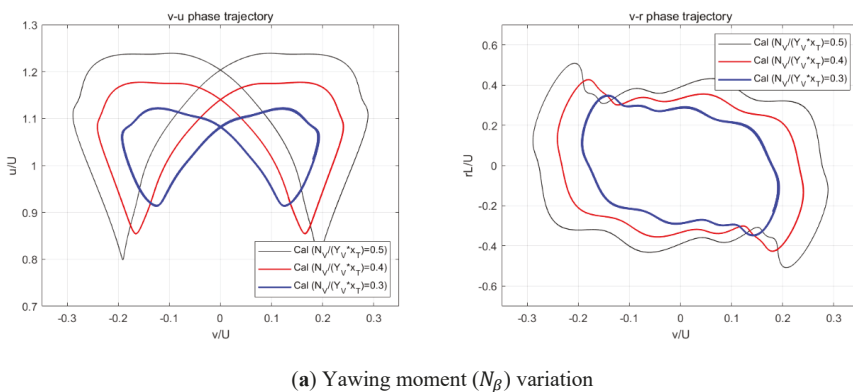 v-u phase trajectory
1.3
1.2
1.1
1
0.9
0.8
0.7
u/U
-0.3 -0.2 -0.1 0 0.1 0.2 0.3
v/U
Cal (N_V/(Y_V*x_T)=0.5)
Cal (N_V/(Y_V*x_T)=0.4)
Cal (N_V/(Y_V*x_T)=0.3)
v-r phase trajectory
0.6
0.4
0.2
0
-0.2
-0.4
-0.6
rL/U
-0.3 -0.2 -0.1 0 0.1 0.2 0.3
v/U
Cal (N_V/(Y_V*x_T)=0.5)
Cal (N_V/(Y_V*x_T)=0.4)
Cal (N_V/(Y_V*x_T)=0.3)
(a) Yawing moment (N_β) variation